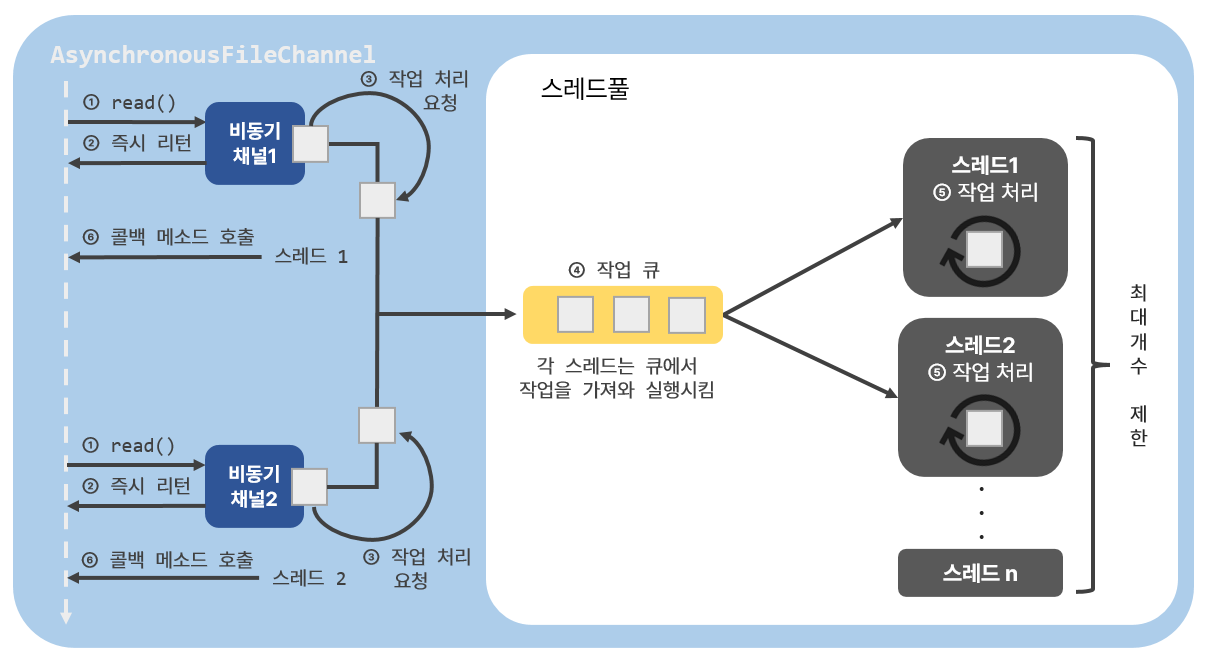 AsynchronousFileChannel
① read()
② 즉시 리턴
비동기
채널1
③ 작업 처리
요청
⑥ 콜백 메소드 호출
스레드 1
① read()
② 즉시 리턴
비동기
채널2
③ 작업 처리
요청
⑥ 콜백 메소드 호출
스레드 2
스레드풀
④ 작업 큐
각 스레드는 큐에서
작업을 가져와 실행시킴
스레드1
⑤ 작업 처리
스레드2
⑤ 작업 처리
스레드 n
최
대
개
수
제
한